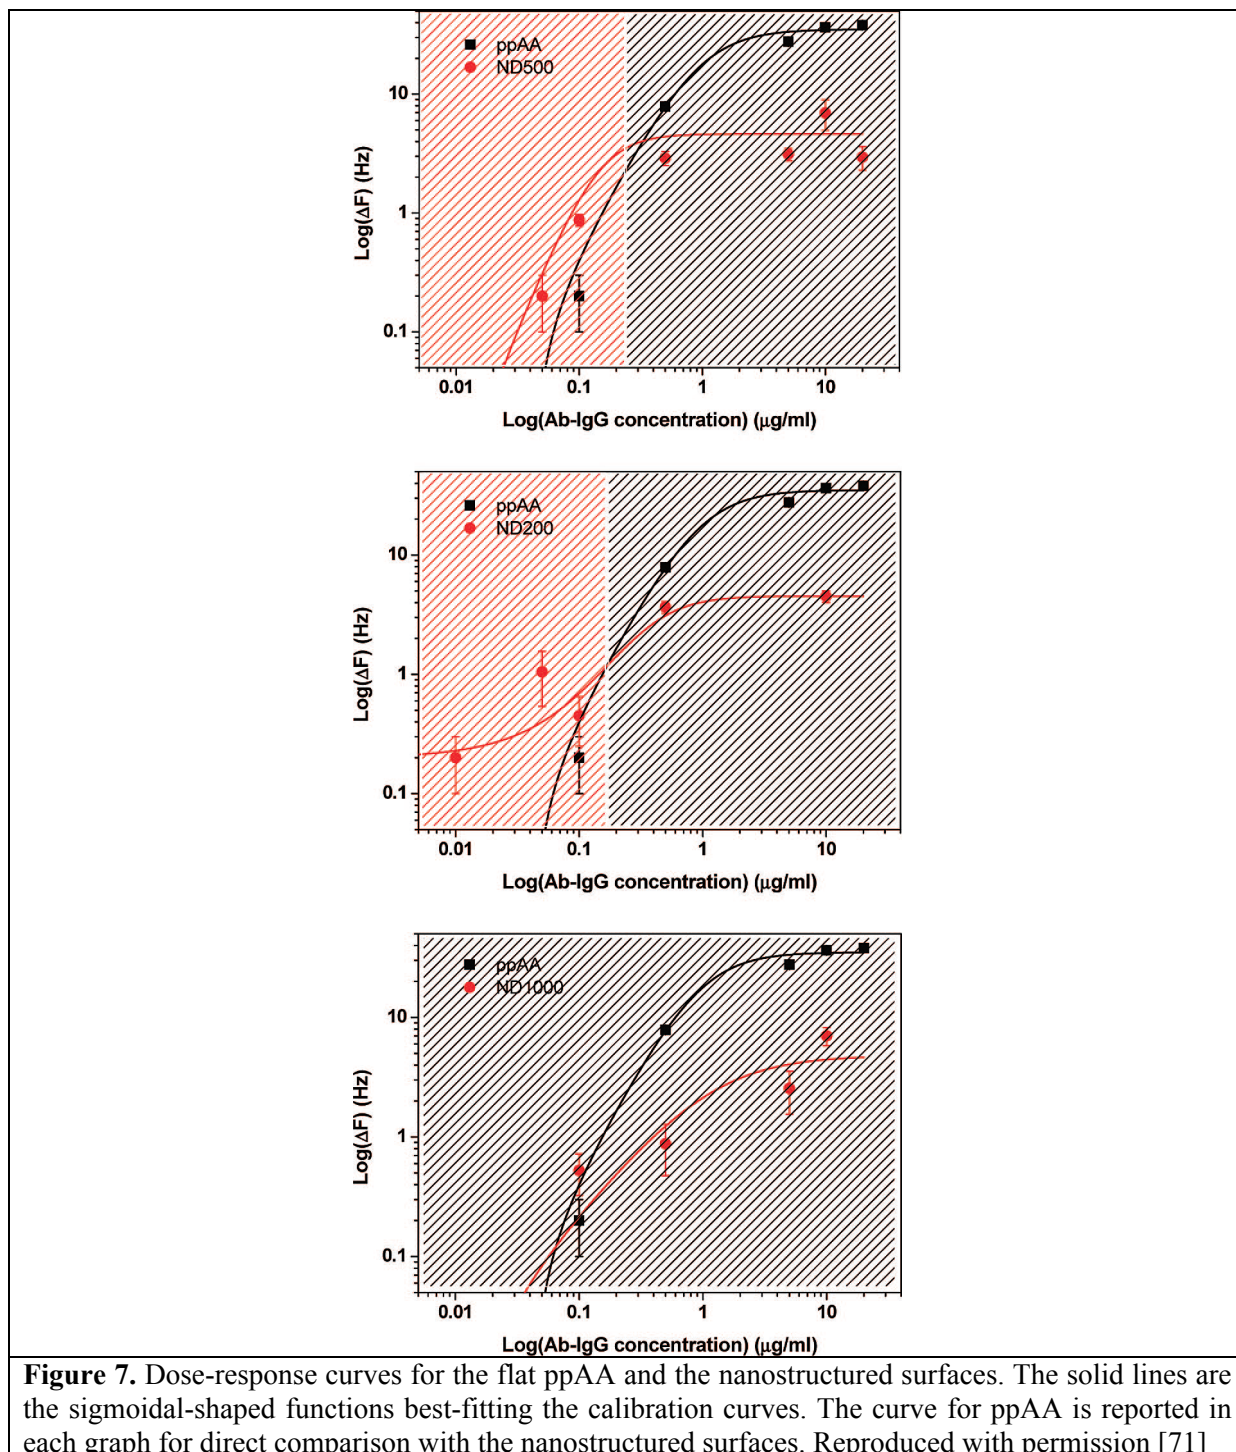 ppAA
ND500
10
1
0.1
Log(ΔF) (Hz)
0.01 0.1 1 10
Log(Ab-IgG concentration) (μg/ml)
ppAA
ND200
10
1
0.1
Log(ΔF) (Hz)
0.01 0.1 1 10
Log(Ab-IgG concentration) (μg/ml)
ppAA
ND1000
10
1
0.1
Log(ΔF) (Hz)
0.01 0.1 1 10
Log(Ab-IgG concentration) (μg/ml)
Figure 7. Dose-response curves for the flat ppAA and the nanostructured surfaces. The solid lines are
the sigmoidal-shaped functions best-fitting the calibration curves. The curve for ppAA is reported in
each graph for direct comparison with the nanostructured surfaces. Reproduced with permission [71]